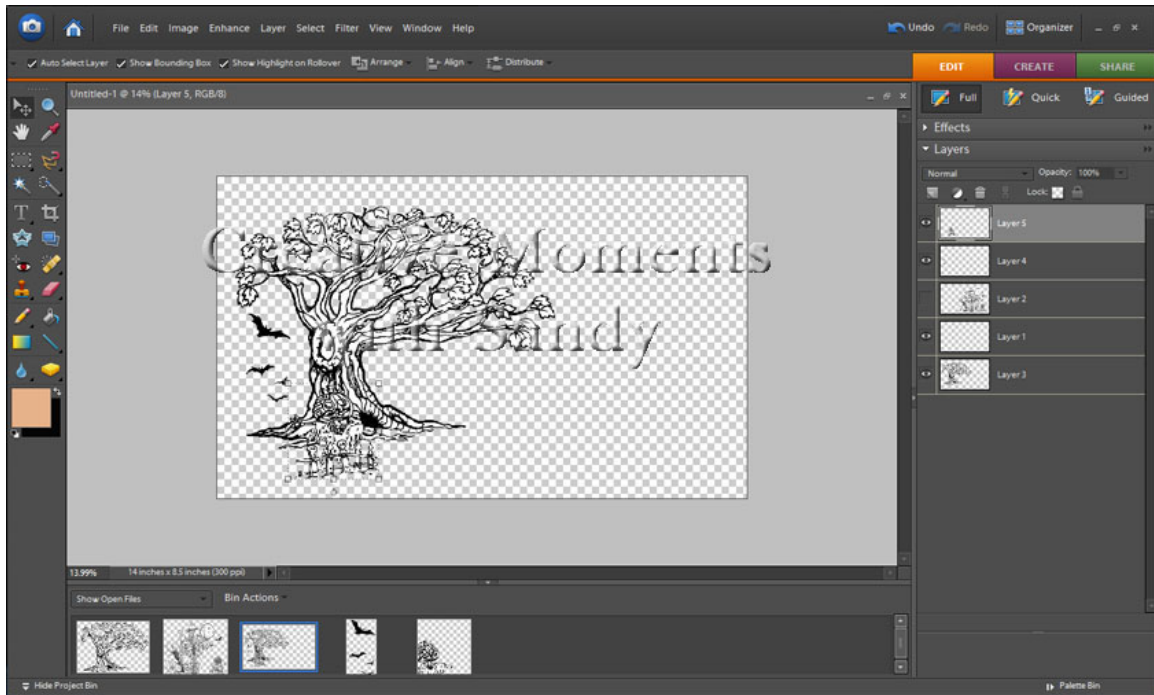 File Edit Image Enhance Layer Select Filter View Window Help
Undo Redo Organizer
Auto Select Layer Show Bounding Box Show Highlight on Rollover Arrange Align Distribute
EDIT CREATE SHARE
Untitled-1 @ 14% (Layer 5, RGB/8)
Full Quick Guided
Effects
Layers
Normal Opacity: 100%
Lock:
Layer 5
Layer 4
Layer 2
Layer 1
Layer 3
T
Creative Moments
Sandy
13.99% 14 inches x 8.5 inches (300 ppi)
Show Open Files Bin Actions
Hide Project Bin Palette Bin